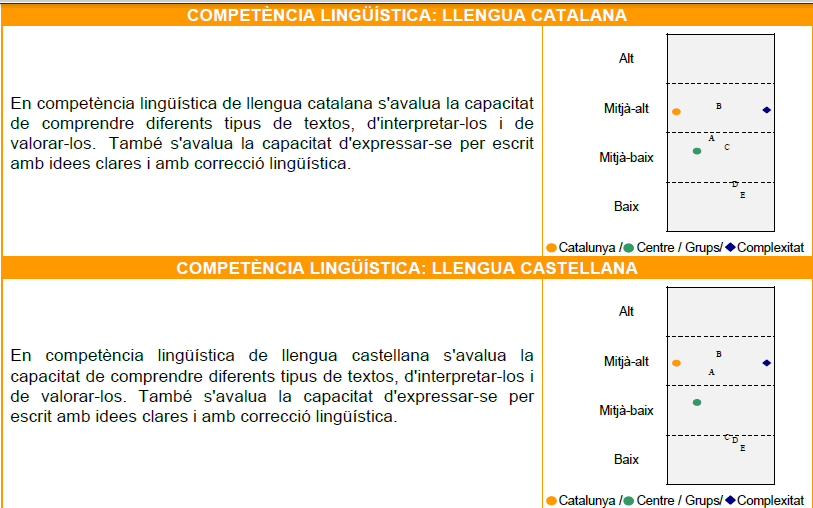 COMPETÈNCIA LINGÜÍSTICA: LLENGUA CATALANA
En competència lingüística de llengua catalana s'avalua la capacitat
de comprendre diferents tipus de textos, d'interpretar-los i de
valorar-los. També s'avalua la capacitat d'expressar-se per escrit
amb idees clares i amb correcció lingüística.
Alt
Mitjà-alt
Mitjà-baix
Baix
B
A
C
D
E
Catalunya / Centre / Grups/ Complexitat
COMPETÈNCIA LINGÜÍSTICA: LLENGUA CASTELLANA
En competència lingüística de llengua castellana s'avalua la
capacitat de comprendre diferents tipus de textos, d'interpretar-los i
de valorar-los. També s'avalua la capacitat d'expressar-se per
escrit amb idees clares i amb correcció lingüística.
Alt
Mitjà-alt
Mitjà-baix
Baix
B
A
C
D
E
Catalunya / Centre / Grups/ Complexitat